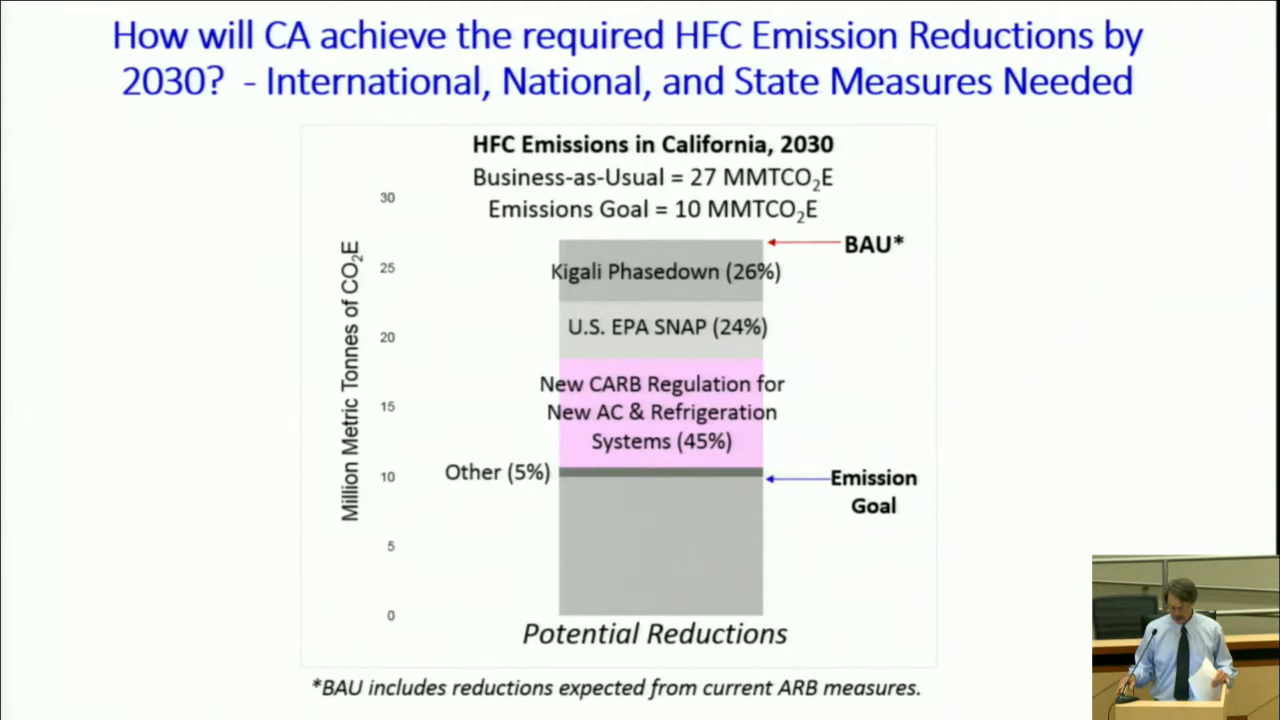 How will CA achieve the required HFC Emission Reductions by
2030? - International, National, and State Measures Needed
HFC Emissions in California, 2030
Business-as-Usual = 27 MMTCO₂E
Emissions Goal = 10 MMTCO₂E
Million Metric Tonnes of CO₂E
30
25
20
15
10
5
0
BAU*
Kigali Phasedown (26%)
U.S. EPA SNAP (24%)
New CARB Regulation for
New AC & Refrigeration
Systems (45%)
Other (5%)
Emission
Goal
Potential Reductions
*BAU includes reductions expected from current ARB measures.